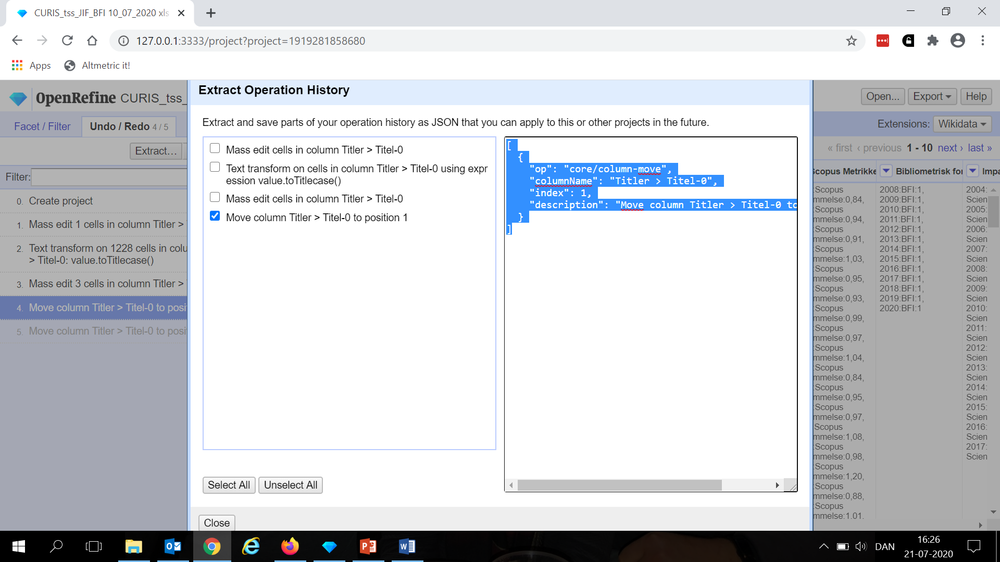 CURIS_tss_JIF_BFI 10_07_2020 xls
127.0.0.1:3333/project?project=1919281858680
Apps
Altmetric it!
OpenRefine CURIS_tss_
Open... Export Help
Facet / Filter
Undo / Redo 4 / 5
Extensions: Wikidata
Extract...
« first ‹ previous 1 - 10 next › last »
Filter:
0. Create project
1. Mass edit 1 cells in column Titler >
2. Text transform on 1228 cells in colu
> Titel-0: value.toTitlecase()
3. Mass edit 3 cells in column Titler >
4. Move column Titler > Titel-0 to posi
5. Move column Titler > Titel-0 to posi
Extract Operation History
Extract and save parts of your operation history as JSON that you can apply to this or other projects in the future.
Mass edit cells in column Titler > Titel-0
Text transform on cells in column Titler > Titel-0 using expr
ession value.toTitlecase()
Mass edit cells in column Titler > Titel-0
Move column Titler > Titel-0 to position 1
[
{
"op": "core/column-move",
"columnName": "Titler > Titel-0",
"index": 1,
"description": "Move column Titler > Titel-0 to
}
]
Select All Unselect All
Close
Scopus Metrikke
Scopus
mmelse:0,84,
Scopus
mmelse:0,94,
Scopus
mmelse:0,91,
Scopus
mmelse:1,03,
Scopus
mmelse:0,95,
Scopus
mmelse:0,93,
Scopus
mmelse:0,99,
Scopus
mmelse:0,97,
Scopus
mmelse:1,04,
Scopus
mmelse:0,84,
Scopus
mmelse:0,95,
Scopus
mmelse:0,97,
Scopus
mmelse:1,08,
Scopus
mmelse:0,98,
Scopus
mmelse:1,20,
Scopus
mmelse:0,88,
Scopus
mmelse:1.01.
Bibliometrisk for
2008:BFI:1,
2009:BFI:1,
2010:BFI:1,
2011:BFI:1,
2012:BFI:1,
2013:BFI:1,
2014:BFI:1,
2015:BFI:1,
2016:BFI:1,
2017:BFI:1,
2018:BFI:1,
2019:BFI:1,
2020:BFI:1
Impa
2004:
Scien
2005:
Scien
2006:
Scien
2007:
Scien
2008:
Scien
2009:
Scien
2010:
Scien
2011:
Scien
2012:
Scien
2013:
Scien
2014:
Scien
2015:
Scien
2016:
Scien
2017:
Scien
DAN
16:26
21-07-2020